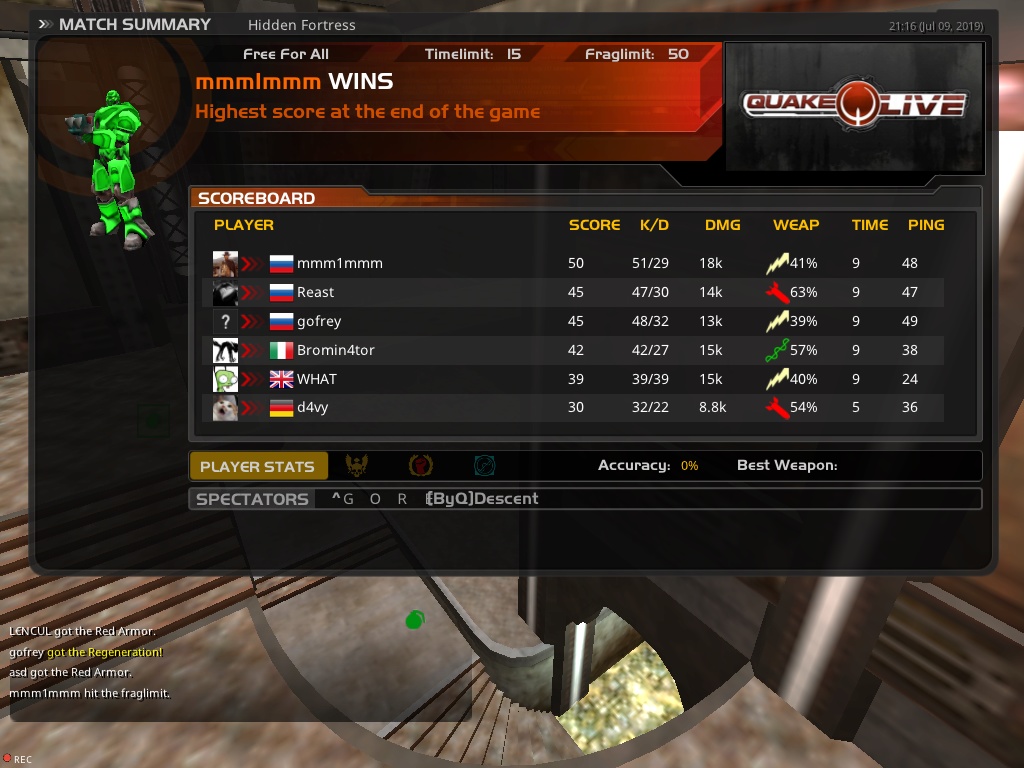 MATCH SUMMARY Hidden Fortress 21:16 (Jul 09, 2019)
Free For All Timelimit: 15 Fraglimit: 50
mmm1mmm WINS
Highest score at the end of the game
QUAKE LIVE
SCOREBOARD
PLAYER SCORE K/D DMG WEAP TIME PING
mmm1mmm 50 51/29 18k 41% 9 48
Reast 45 47/30 14k 63% 9 47
? gofrey 45 48/32 13k 39% 9 49
Bromin4tor 42 42/27 15k 57% 9 38
WHAT 39 39/39 15k 40% 9 24
d4vy 30 32/22 8.8k 54% 5 36
PLAYER STATS Accuracy: 0% Best Weapon:
SPECTATORS ^G O R [ByQ]Descent
L€NCUL got the Red Armor.
gofrey got the Regeneration!
asd got the Red Armor.
mmm1mmm hit the fraglimit.
REC